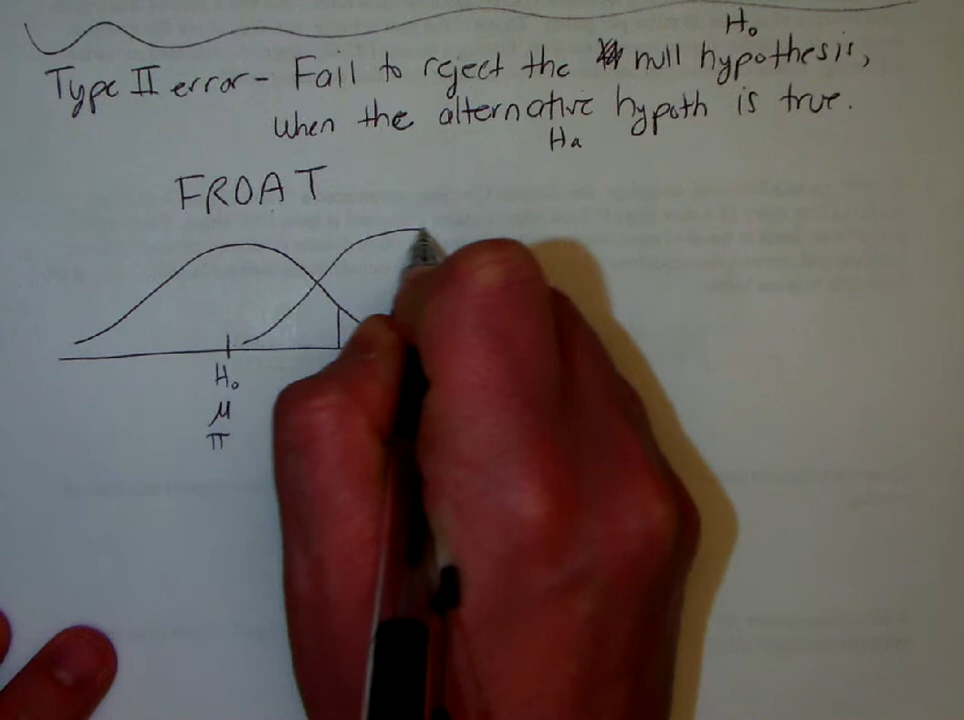 H₀
Type II error - Fail to reject the null hypothesis,
when the alternative hypoth is true.
Ha
FROAT
H₀
μ
π